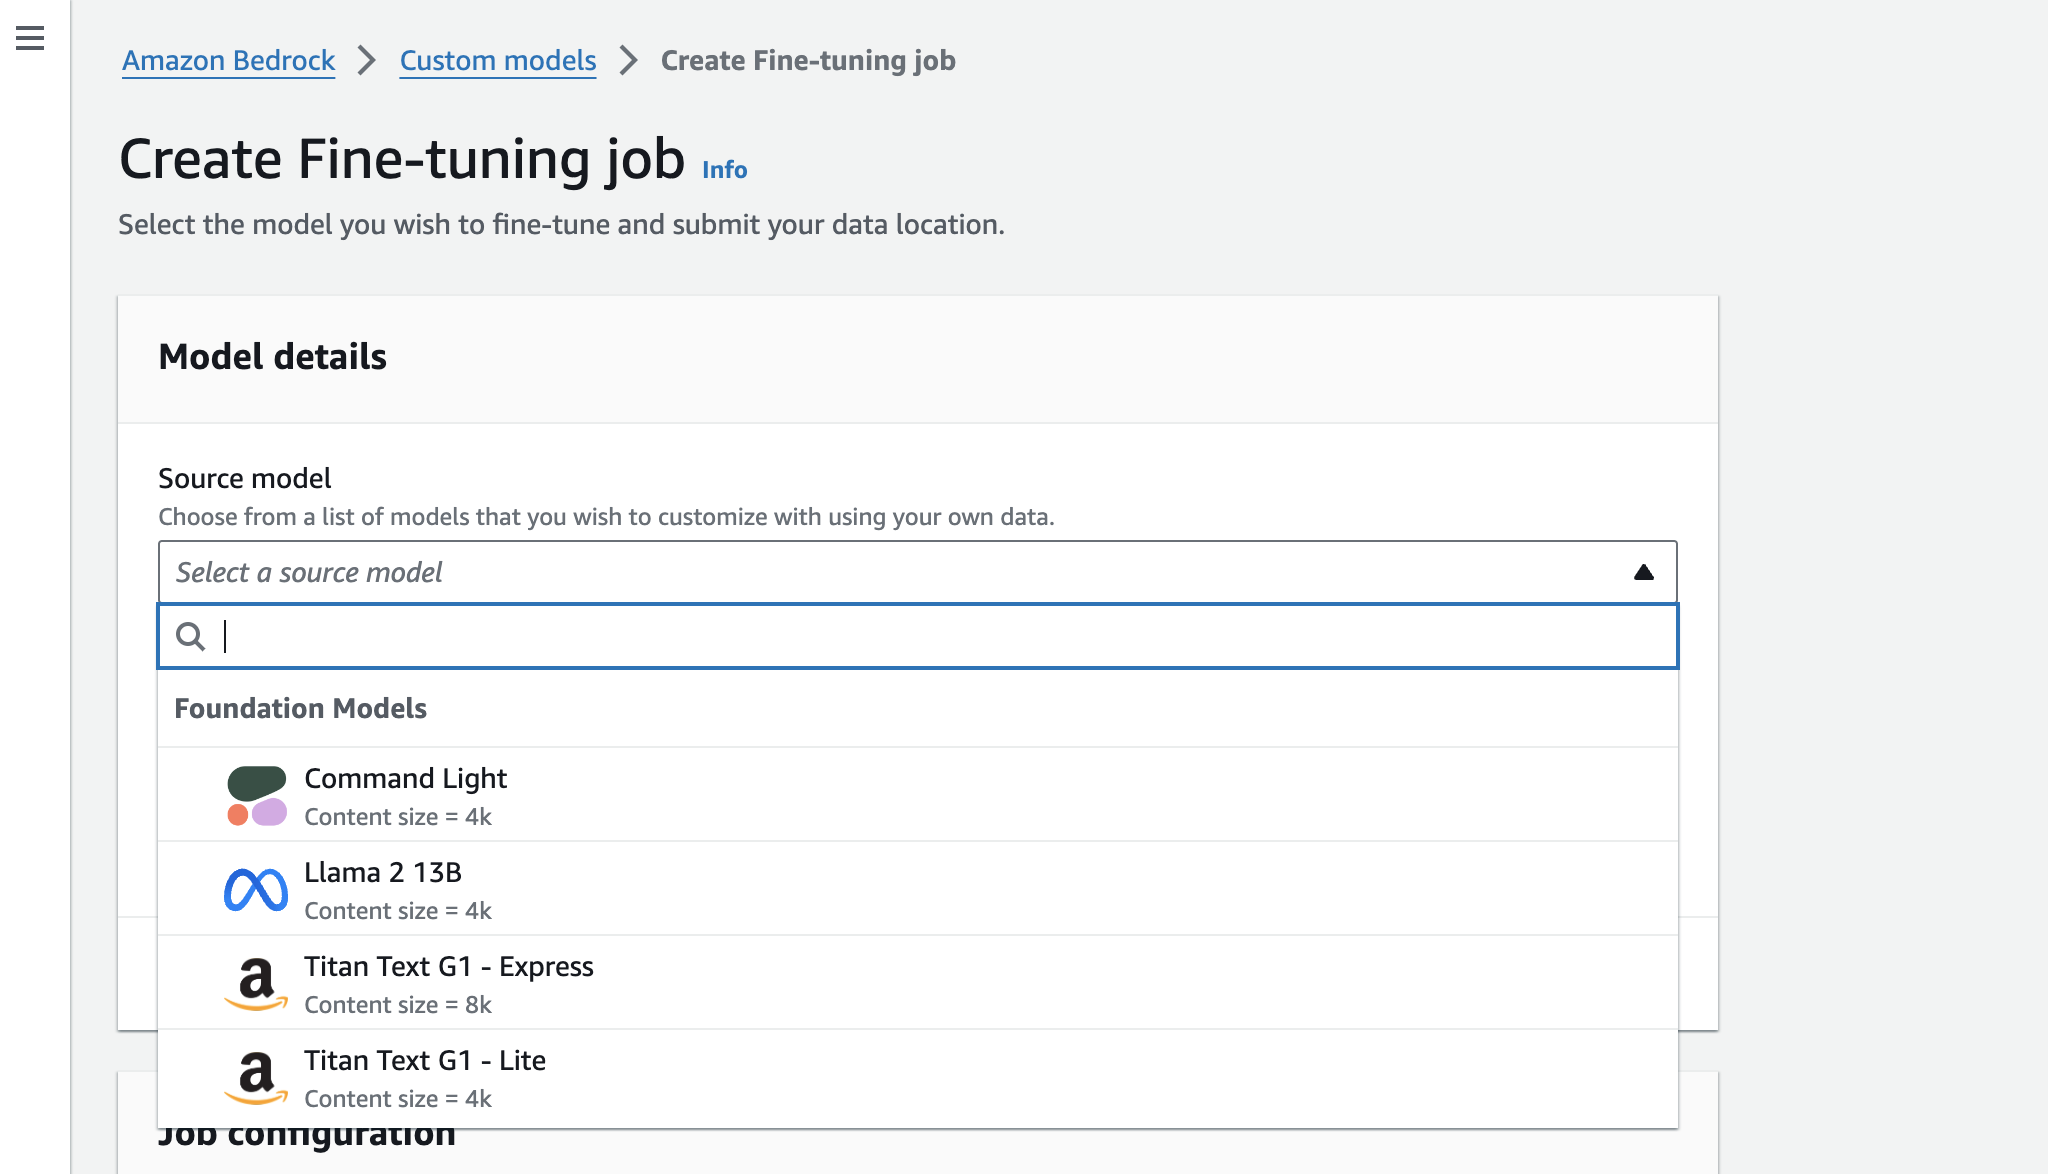 Amazon Bedrock > Custom models > Create Fine-tuning job
Create Fine-tuning job Info
Select the model you wish to fine-tune and submit your data location.
Model details
Source model
Choose from a list of models that you wish to customize with using your own data.
Select a source model
Foundation Models
Command Light
Content size = 4k
Llama 2 13B
Content size = 4k
Titan Text G1 - Express
Content size = 8k
Titan Text G1 - Lite
Content size = 4k
Job configuration